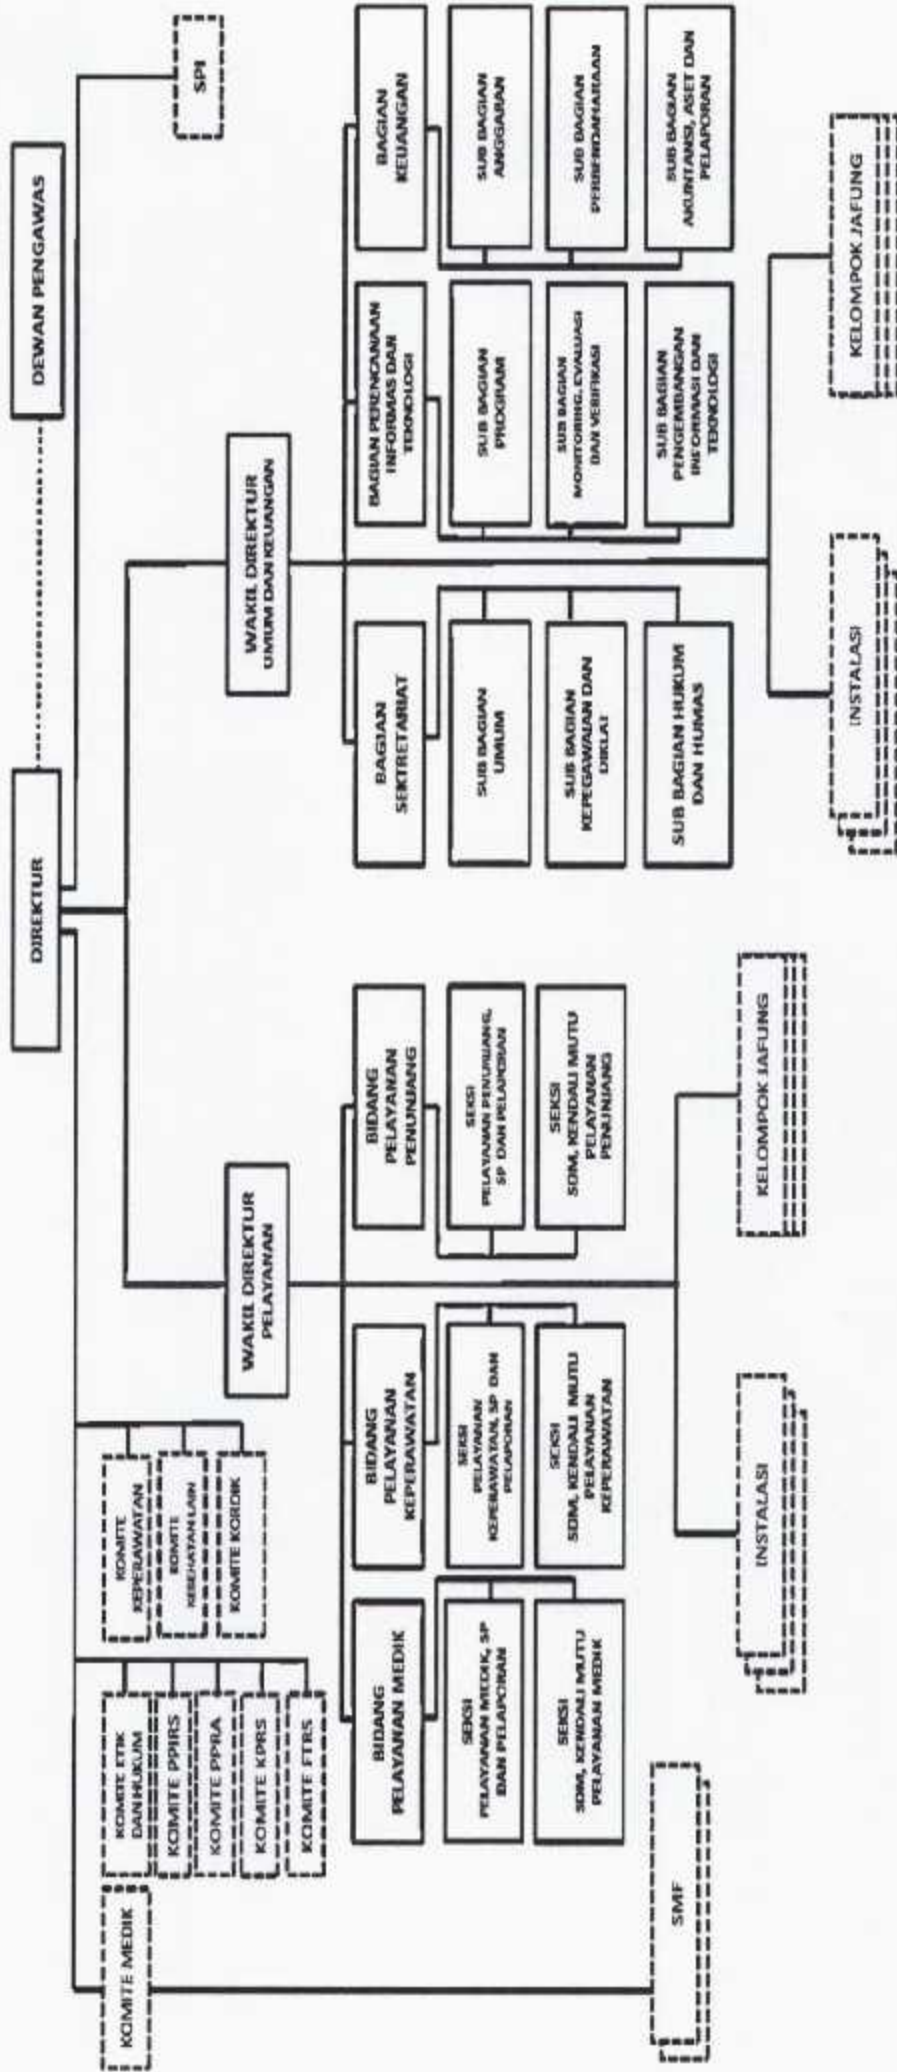 DIREKTUR
DEWAN PENGAWAS
SPI
KOMITE MEDIK
KOMITE ETIK
DAN HUKUM
KOMITE PPIRS
KOMITE PPRA
KOMITE KPRS
KOMITE FTRS
KOMITE
KEPERAWATAN
KOMITE
KESEHATAN LAIN
KOMITE KORDIK
WAKIL DIREKTUR
PELAYANAN
WAKIL DIREKTUR
UMUM DAN KEUANGAN
BIDANG
PELAYANAN MEDIK
SEKSI
PELAYANAN MEDIK, SP
DAN PELAPORAN
SEKSI
SDM, KENDALI MUTU
PELAYANAN MEDIK
BIDANG
PELAYANAN
KEPERAWATAN
SEKSI
PELAYANAN
KEPERAWATAN, SP DAN
PELAPORAN
SEKSI
SDM, KENDALI MUTU
PELAYANAN
KEPERAWATAN
BIDANG
PELAYANAN
PENUNJANG
SEKSI
PELAYANAN PENUNJANG,
SP DAN PELAPORAN
SEKSI
SDM, KENDALI MUTU
PELAYANAN
PENUNJANG
BAGIAN
SEKTRETARIAT
SUB BAGIAN
UMUM
SUB BAGIAN
KEPEGAWAIAN DAN
DIKLAT
SUB BAGIAN HUKUM
DAN HUMAS
BAGIAN PERENCANAAN
INFORMAS DAN
TEKNOLOGI
SUB BAGIAN
PROGRAM
SUB BAGIAN
MONITORING, EVALUASI
DAN VERIFIKASI
SUB BAGIAN
PENGEMBANGAN
INFORMASI DAN
TEKNOLOGI
BAGIAN
KEUANGAN
SUB BAGIAN
ANGGARAN
SUB BAGIAN
PERBENDAHARAAN
SUB BAGIAN
AKUNTANSI, ASET DAN
PELAPORAN
SMF
INSTALASI
KELOMPOK JAFUNG
INSTALASI
KELOMPOK JAFUNG